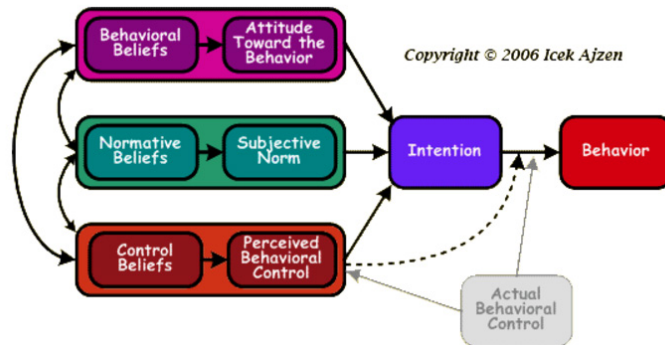 Behavioral
Beliefs
Attitude
Toward the
Behavior
Copyright © 2006 Icek Ajzen
Normative
Beliefs
Subjective
Norm
Intention
Behavior
Control
Beliefs
Perceived
Behavioral
Control
Actual
Behavioral
Control